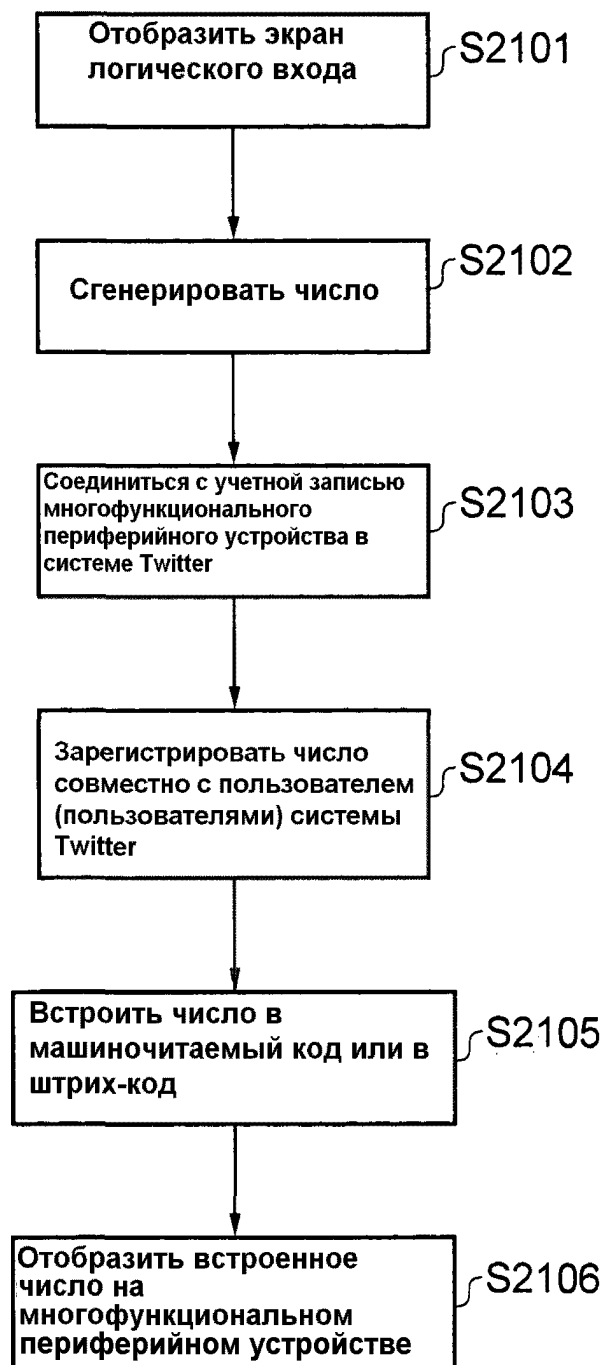 Отобразить экран
логического входа
S2101
Сгенерировать число
S2102
Соединиться с учетной записью
многофункционального
периферийного устройства в
системе Twitter
S2103
Зарегистрировать число
совместно с пользователем
(пользователями) системы
Twitter
S2104
Встроить число в
машиночитаемый код или в
штрих-код
S2105
Отобразить встроенное
число на
многофункциональном
периферийном устройстве
S2106